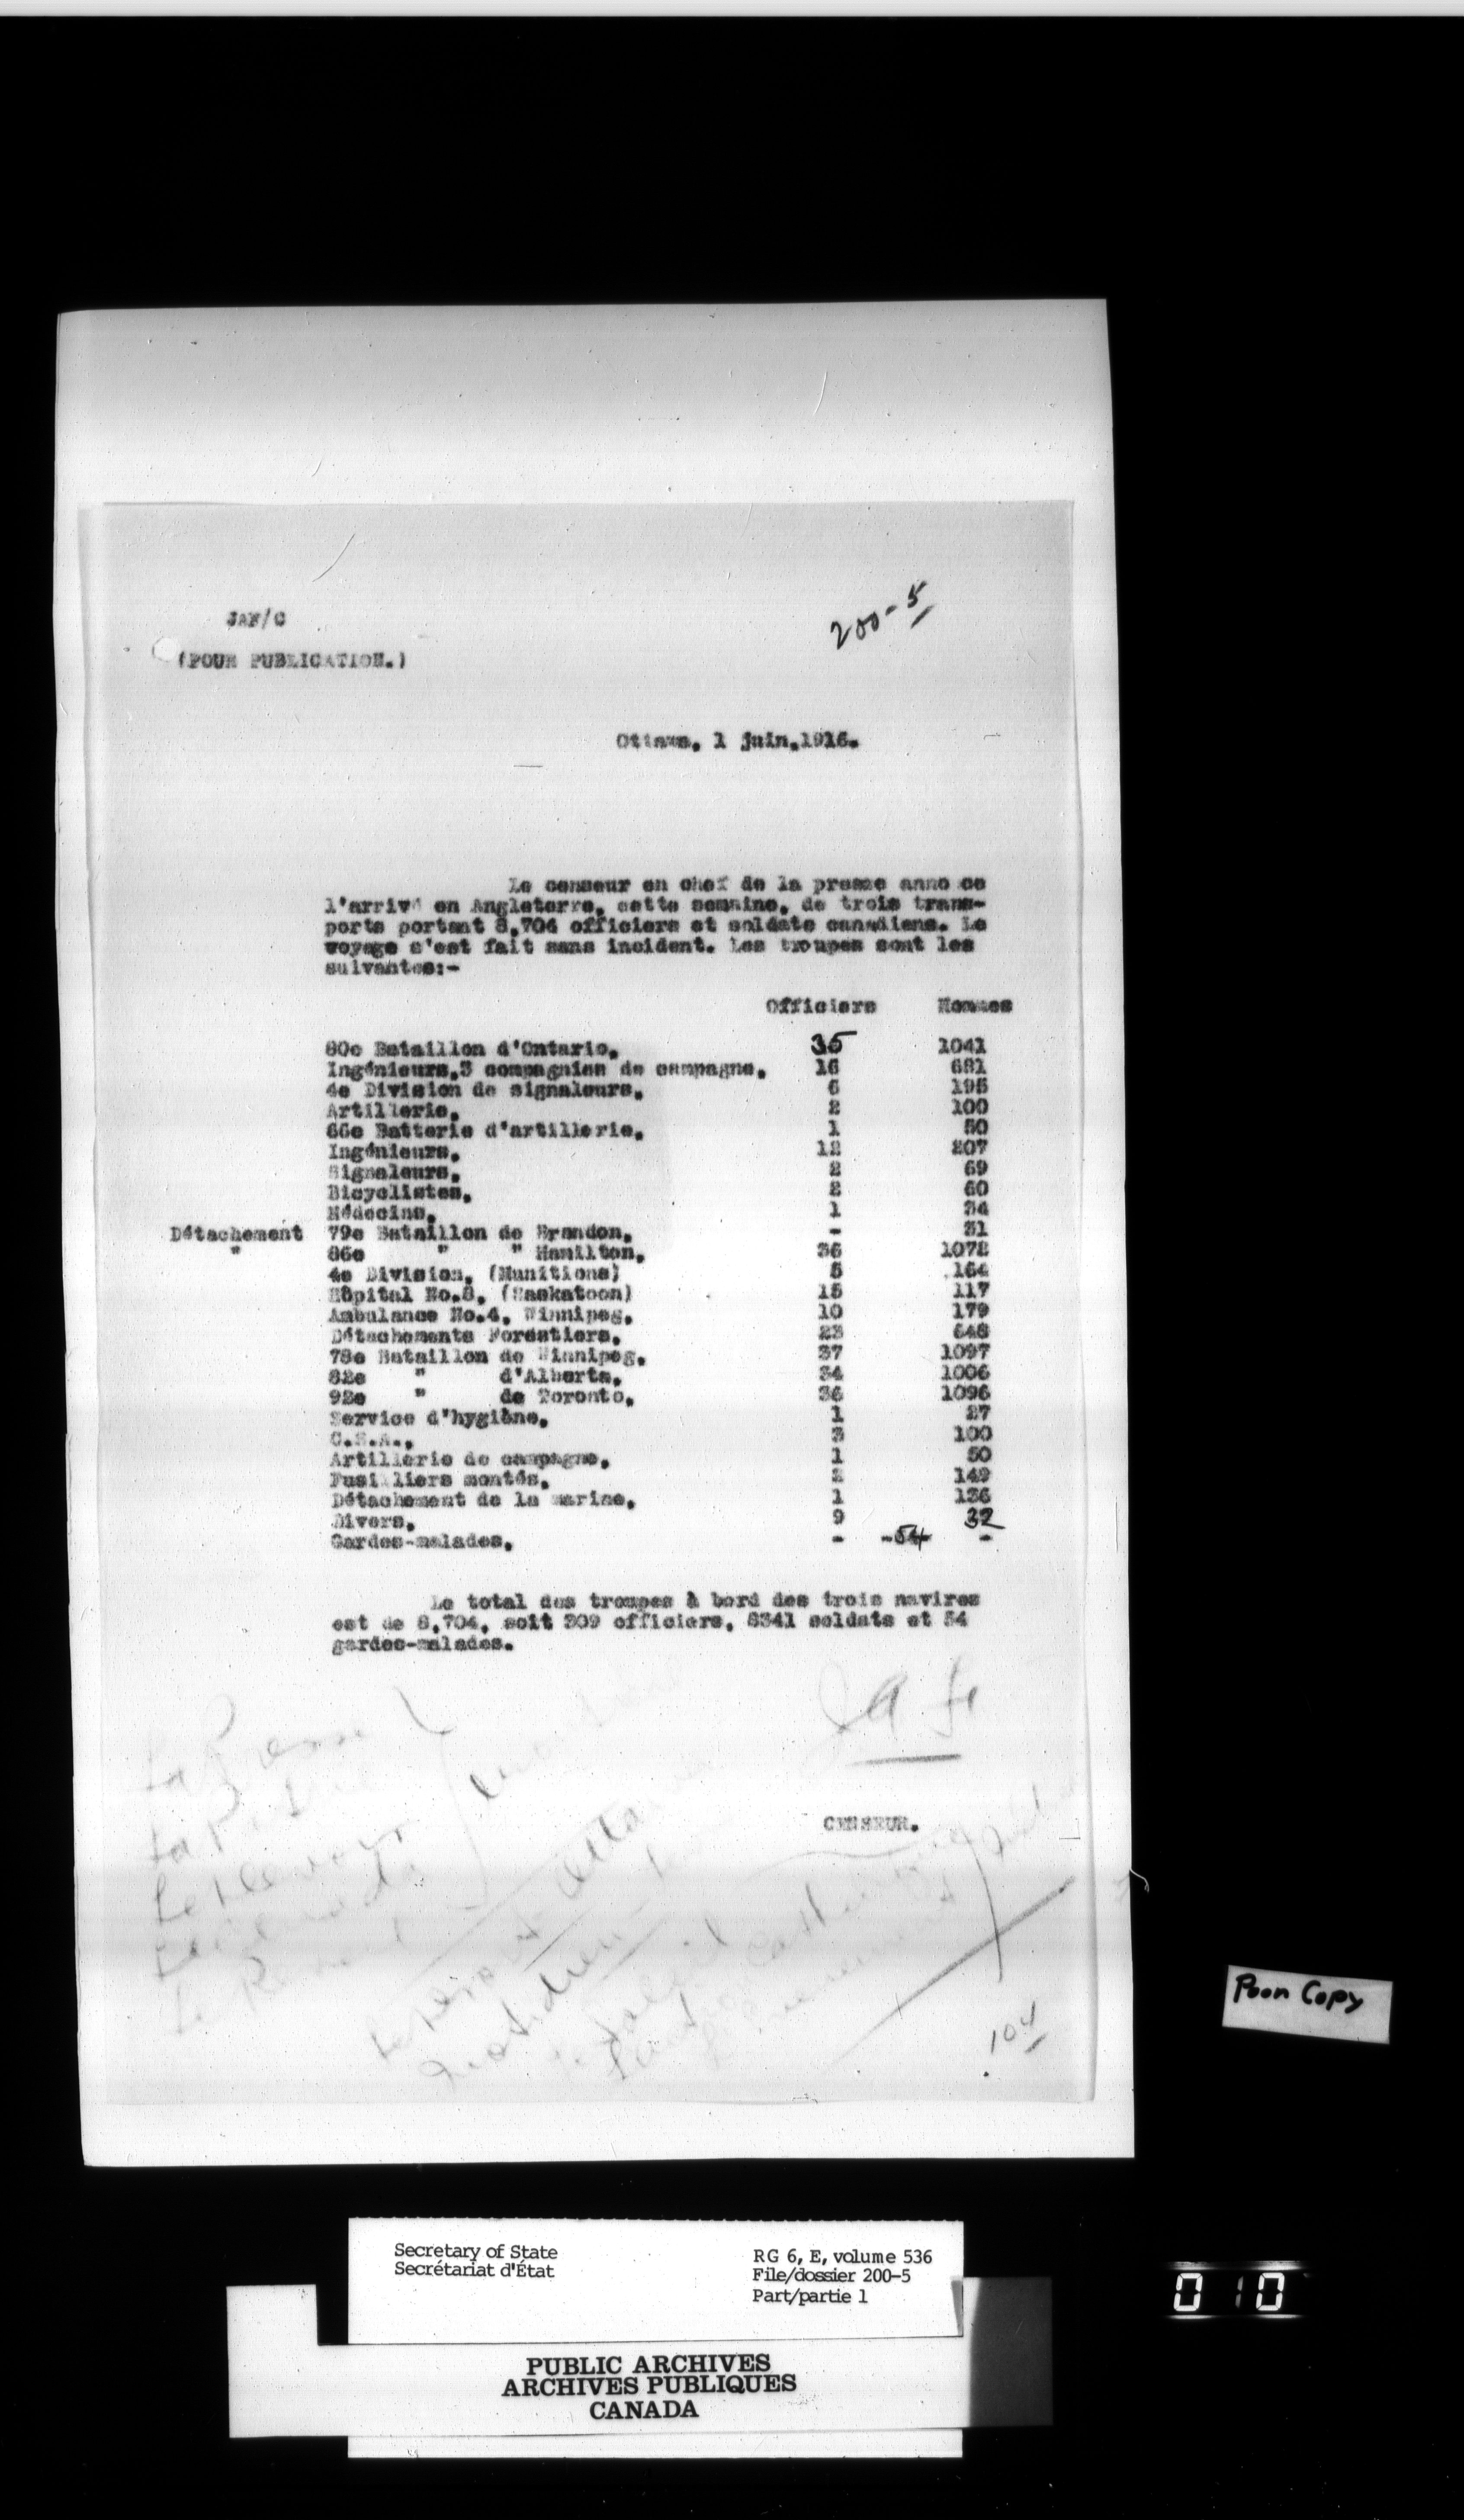 JAF/C
200-5
(POUR PUBLICATION.)
Ottawa, 1 juin,1916.
Le censeur en chef de la presse anno ce
l'arrivé en Angleterre, cette semaine, de trois trans-
ports portant 8,704 officiers et soldats canadiens. Le
voyage s'est fait sans incident. Les troupes sont les
suivantes:-
Officiers Hommes
80e Bataillon d'Ontario, 35 1041
Ingénieurs,3 compagnies de campagne, 16 681
4e Division de signaleurs, 6 195
Artillerie, 2 100
66e Batterie d'artillerie, 1 50
Ingénieurs, 12 207
Signaleurs, 2 69
Bicyclistes, 2 60
Médecins, 1 34
Détachement 79e Bataillon de Brandon, - 31
" 86e " " Hamilton, 36 1072
4e Division, (Munitions) 5 164
Hôpital No.8, (Saskatoon) 15 117
Ambulance No.4, Winnipeg, 10 179
Détachements Forestiers, 23 648
78e Bataillon de Winnipeg, 37 1097
82e " d'Alberta, 34 1006
92e " de Toronto, 36 1096
Service d'hygiène, 1 27
C.S.A., 3 100
Artillerie de campagne, 1 50
Fusilliers montés, 2 149
Détachement de la marine, 1 136
Divers, 9 32
Gardes-malades, - -54- -
Le total des troupes à bord des trois navires
est de 8,704, soit 309 officiers, 8341 soldats et 54
gardes-malades.
La Presse
CENSEUR.
Le Devoir
104
Poor Copy
Secretary of State
Secrétariat d'État
RG 6, E, volume 536
File/dossier 200-5
Part/partie 1
010
PUBLIC ARCHIVES
ARCHIVES PUBLIQUES
CANADA